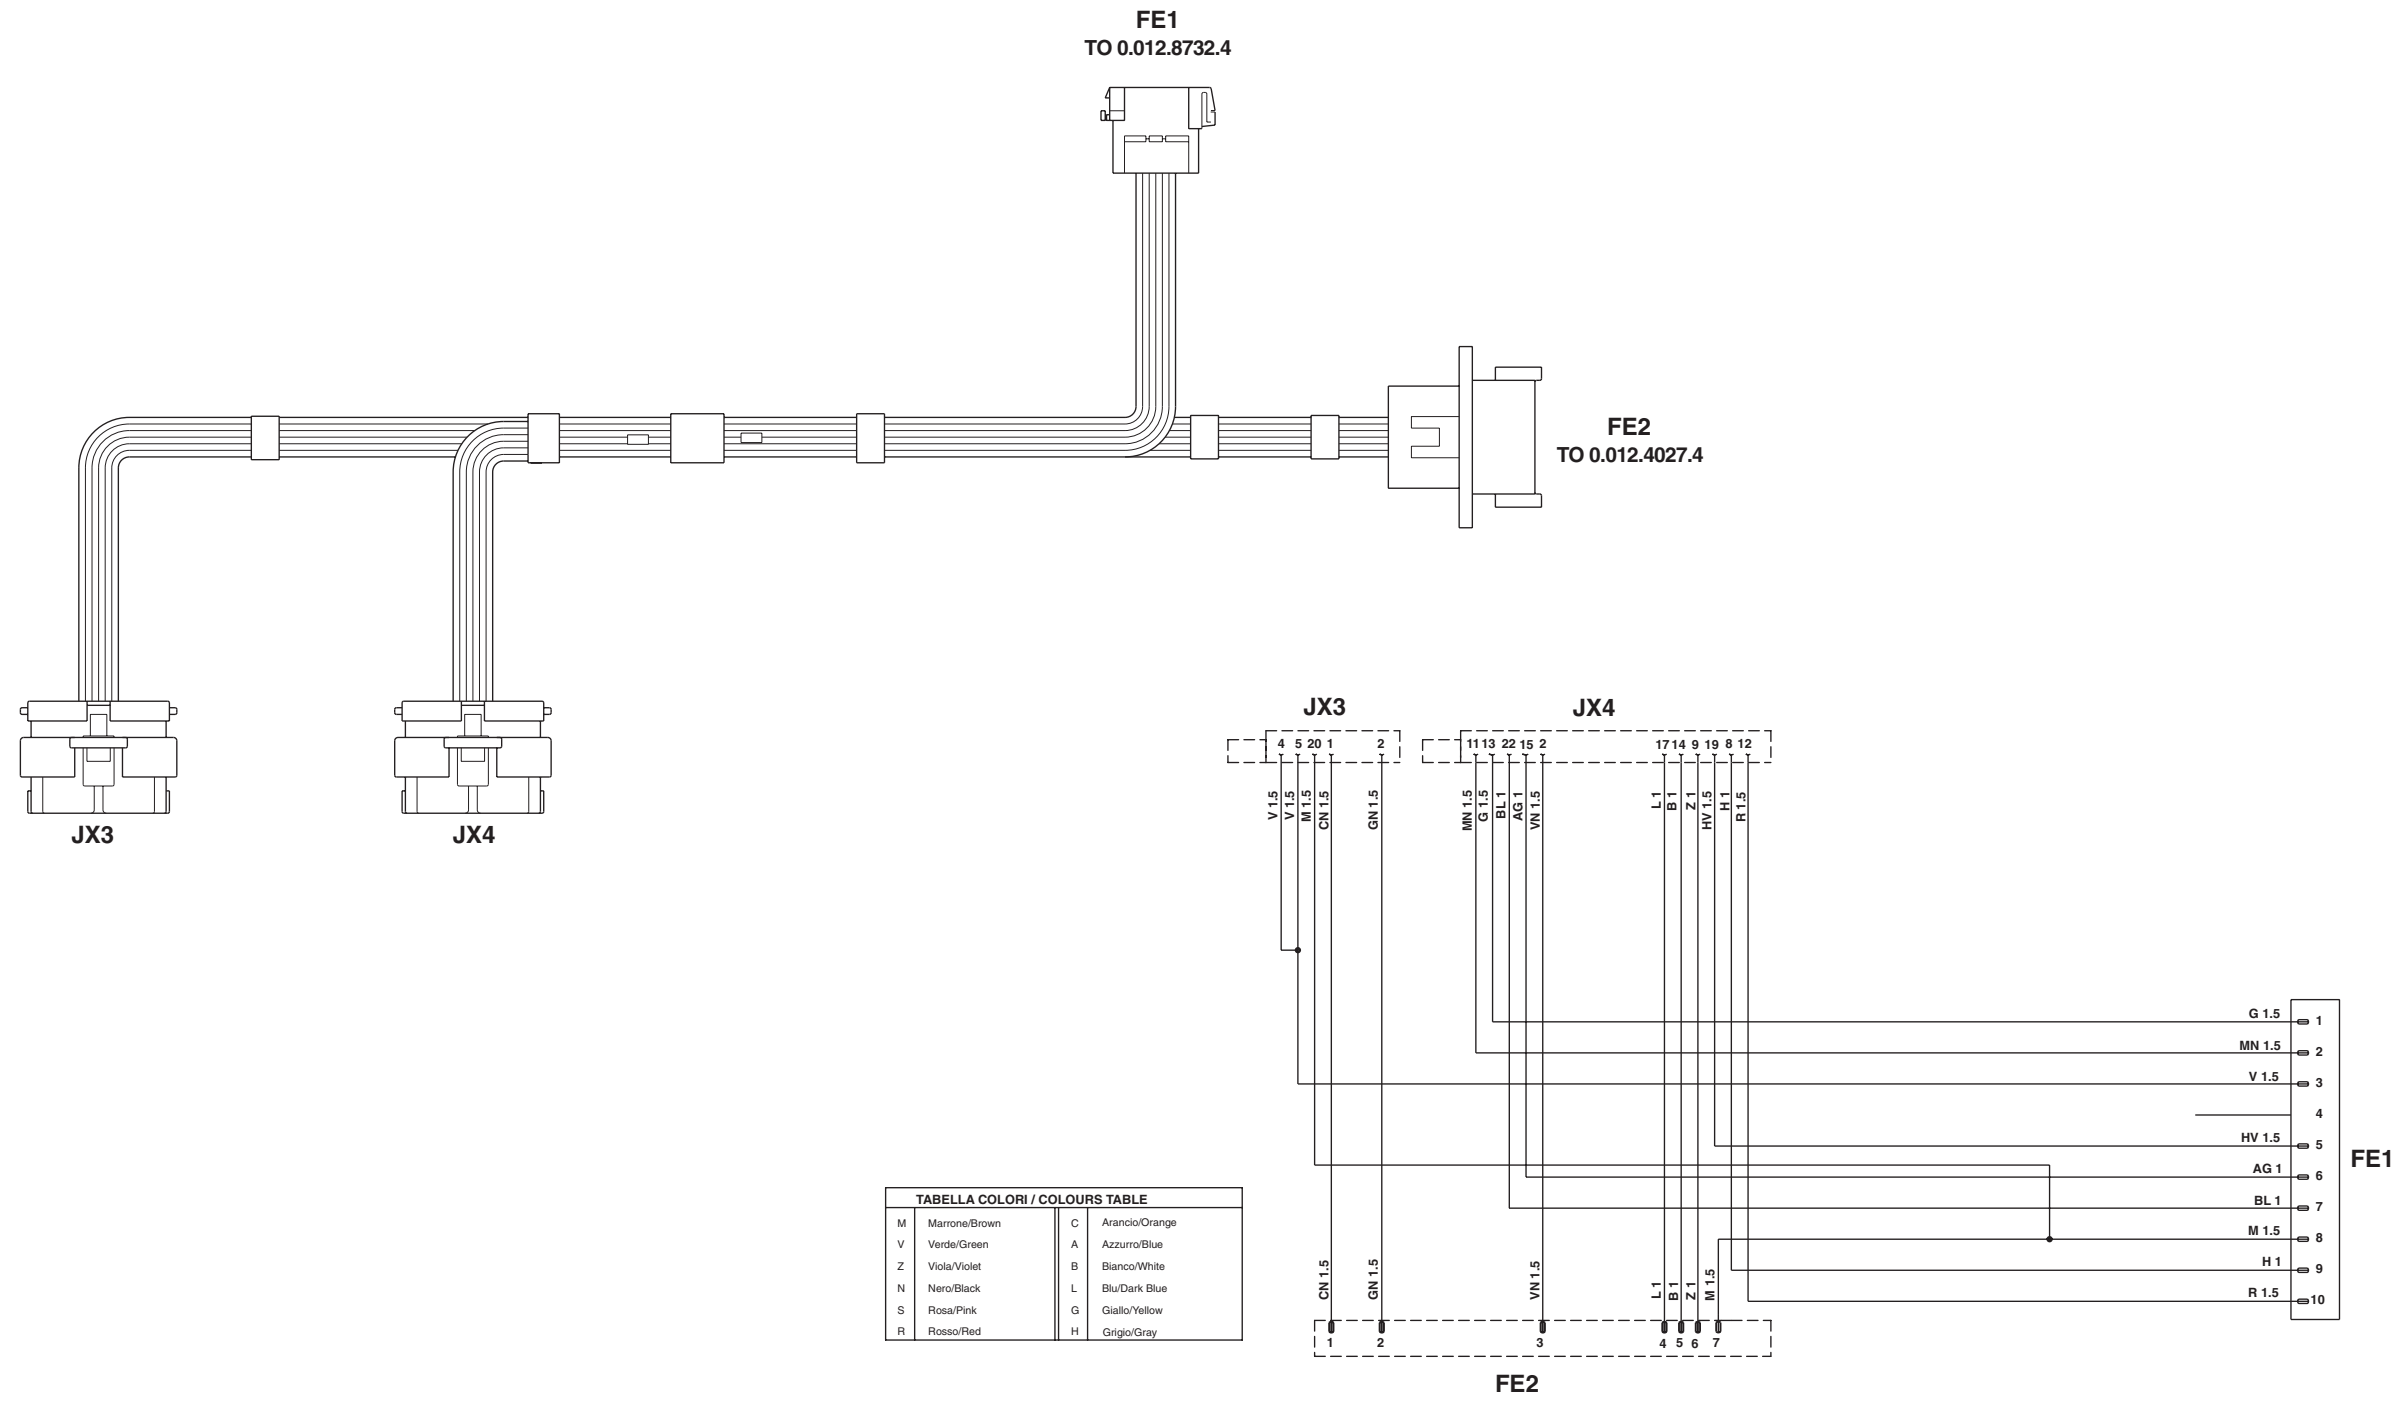 FE1
TO 0.012.8732.4
FE2
TO 0.012.4027.4
JX3
JX4
JX3
JX4
4 5 20 1 2
11 13 22 15 2 17 14 9 19 8 12
V 1.5
V 1.5
M 1.5
CN 1.5
GN 1.5
MN 1.5
G 1.5
BL 1
AG 1
VN 1.5
L 1
B 1
Z 1
HV 1.5
H 1
R 1.5
G 1.5 1
MN 1.5 2
V 1.5 3
4
HV 1.5 5
FE1
AG 1 6
BL 1 7
M 1.5 8
H 1 9
R 1.5 10
TABELLA COLORI / COLOURS TABLE
M Marrone/Brown C Arancio/Orange
V Verde/Green A Azzurro/Blue
Z Viola/Violet B Bianco/White
N Nero/Black L Blu/Dark Blue
S Rosa/Pink G Giallo/Yellow
R Rosso/Red H Grigio/Gray
CN 1.5
GN 1.5
VN 1.5
L 1
B 1
Z 1
M 1.5
1 2 3 4 5 6 7
FE2